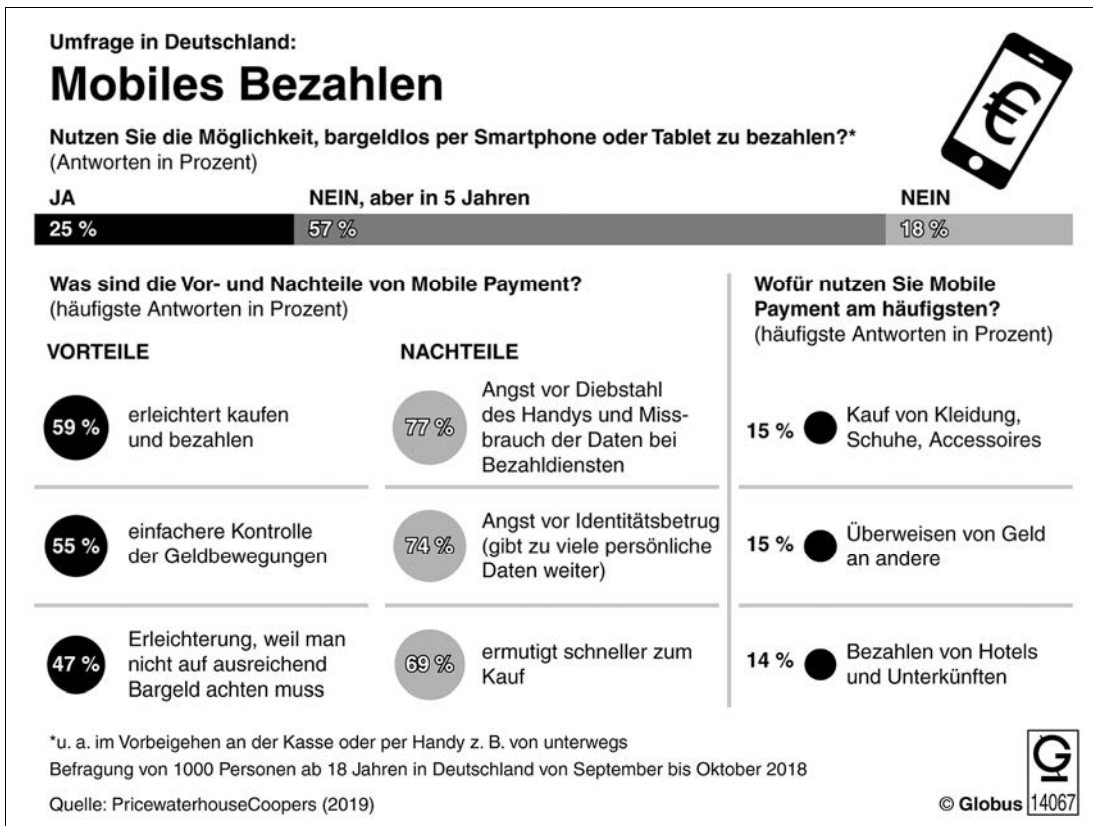 Umfrage in Deutschland:
Mobiles Bezahlen
€
Nutzen Sie die Möglichkeit, bargeldlos per Smartphone oder Tablet zu bezahlen?*
(Antworten in Prozent)
JA
NEIN, aber in 5 Jahren
NEIN
25 %
57 %
18 %
Was sind die Vor- und Nachteile von Mobile Payment?
(häufigste Antworten in Prozent)
VORTEILE
59 %
erleichtert kaufen
und bezahlen
55 %
einfachere Kontrolle
der Geldbewegungen
47 %
Erleichterung, weil man
nicht auf ausreichend
Bargeld achten muss
NACHTEILE
77 %
Angst vor Diebstahl
des Handys und Miss-
brauch der Daten bei
Bezahldiensten
74 %
Angst vor Identitätsbetrug
(gibt zu viele persönliche
Daten weiter)
69 %
ermutigt schneller zum
Kauf
Wofür nutzen Sie Mobile
Payment am häufigsten?
(häufigste Antworten in Prozent)
15 %
Kauf von Kleidung,
Schuhe, Accessoires
15 %
Überweisen von Geld
an andere
14 %
Bezahlen von Hotels
und Unterkünften
*u. a. im Vorbeigehen an der Kasse oder per Handy z. B. von unterwegs
Befragung von 1000 Personen ab 18 Jahren in Deutschland von September bis Oktober 2018
Quelle: PricewaterhouseCoopers (2019)
© Globus 14067
G